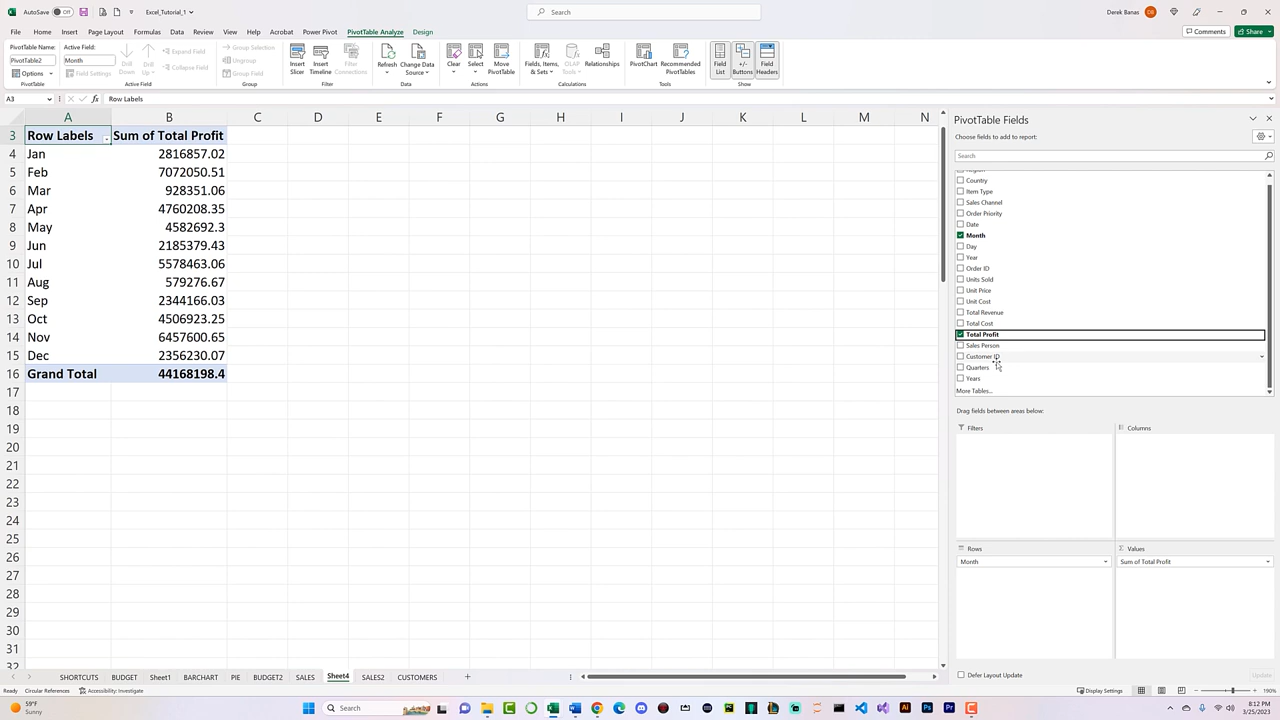 AutoSave Off Excel_Tutorial_1 Search Derek Banas DB
File Home Insert Page Layout Formulas Data Review View Help Acrobat Power Pivot PivotTable Analyze Design Comments Share
PivotTable Name: PivotTable2 Options PivotTable
Active Field: Month Field Settings Drill Down Drill Up Expand Field Collapse Field Active Field
Group Selection Ungroup Group Field Group
Insert Slicer Insert Timeline Filter Connections Filter
Refresh Change Data Source Data
Clear Select Move PivotTable Actions
Fields, Items, & Sets OLAP Tools Relationships Calculations
PivotChart Recommended PivotTables Tools
Field List +/- Buttons Field Headers Show
A3 fx Row Labels
A B C D E F G H I J K L M N
3 Row Labels Sum of Total Profit
4 Jan 2816857.02
5 Feb 7072050.51
6 Mar 928351.06
7 Apr 4760208.35
8 May 4582692.3
9 Jun 2185379.43
10 Jul 5578463.06
11 Aug 579276.67
12 Sep 2344166.03
13 Oct 4506923.25
14 Nov 6457600.65
15 Dec 2356230.07
16 Grand Total 44168198.4
17
18
19
20
21
22
23
24
25
26
27
28
29
30
31
32
PivotTable Fields
Choose fields to add to report:
Search
Region
Country
Item Type
Sales Channel
Order Priority
Date
Month
Day
Year
Order ID
Units Sold
Unit Price
Unit Cost
Total Revenue
Total Cost
Total Profit
Sales Person
Customer ID
Quarters
Years
More Tables...
Drag fields between areas below:
Filters Columns
Rows Σ Values
Month Sum of Total Profit
Defer Layout Update Update
SHORTCUTS BUDGET Sheet1 BARCHART PIE BUDGET2 SALES Sheet4 SALES2 CUSTOMERS +
Ready Circular References Accessibility: Investigate Display Settings 190%
59°F
Sunny
Search
8:12 PM
3/25/2023